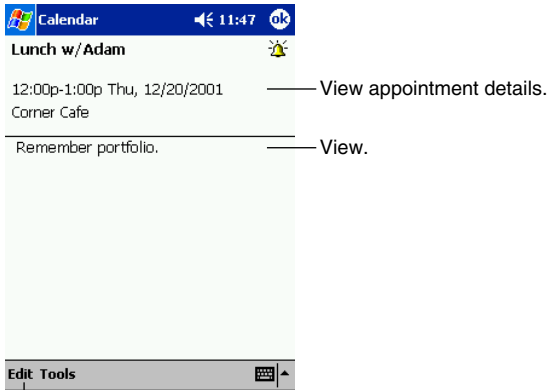 Calendar 11:47 ok
Lunch w/Adam
12:00p-1:00p Thu, 12/20/2001
View appointment details.
Corner Cafe
Remember portfolio.
View.
Edit Tools